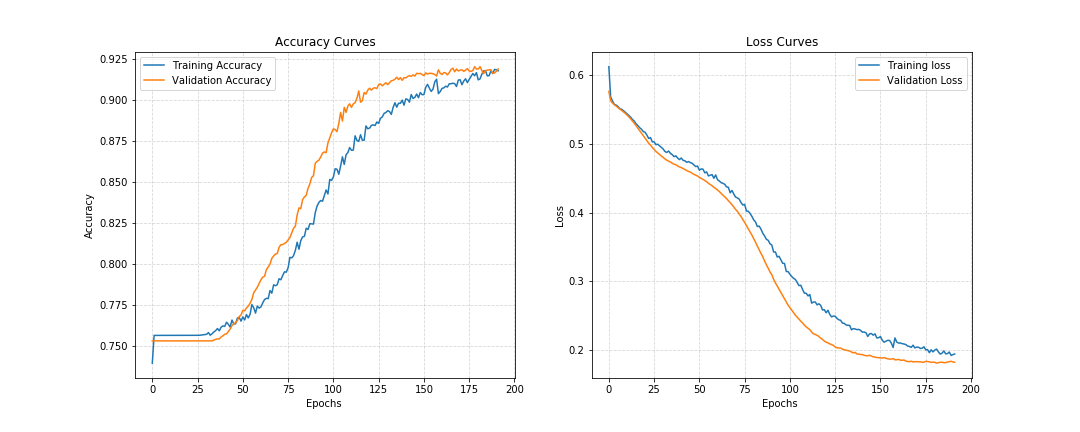 Accuracy Curves
Training Accuracy
Validation Accuracy
0.925
0.900
0.875
0.850
0.825
0.800
0.775
0.750
Accuracy
0 25 50 75 100 125 150 175 200
Epochs
Loss Curves
Training loss
Validation Loss
0.6
0.5
0.4
0.3
0.2
Loss
0 25 50 75 100 125 150 175 200
Epochs